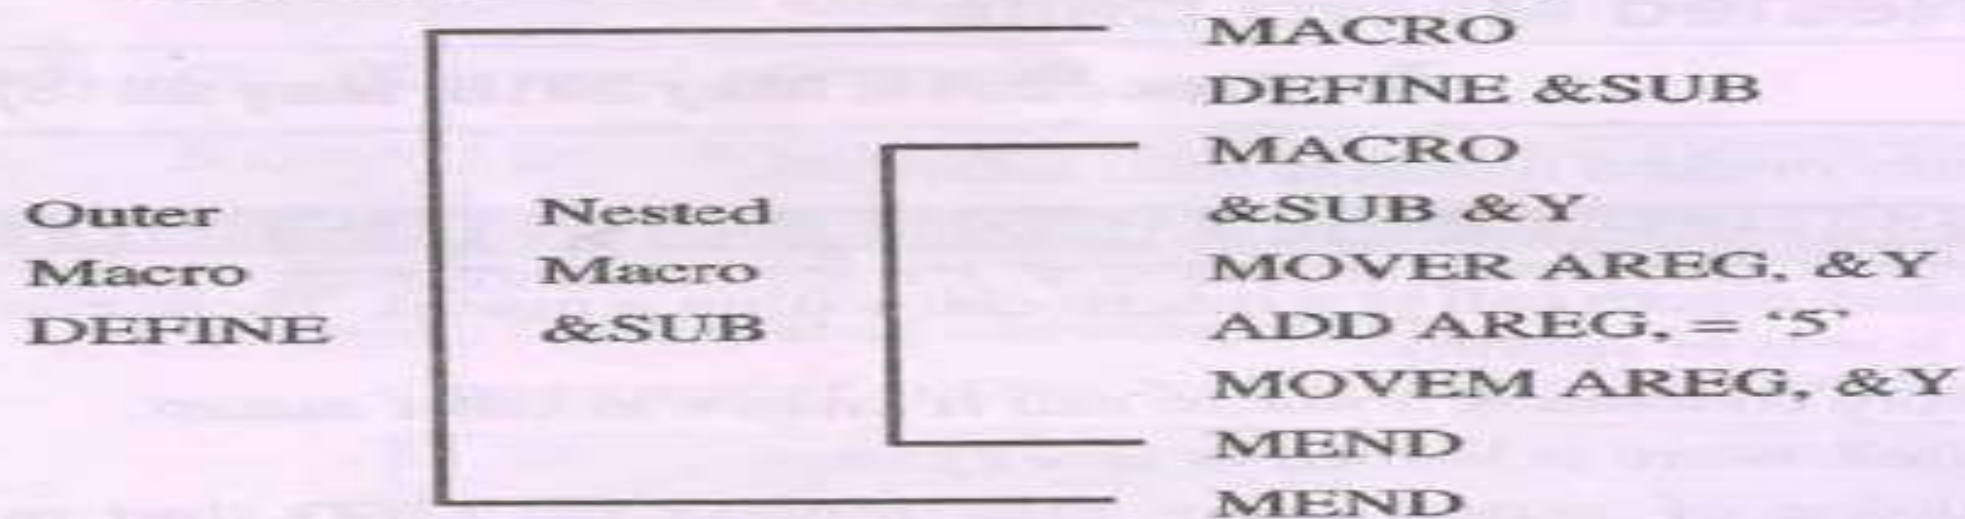 Outer
Macro
DEFINE
Nested
Macro
&SUB
MACRO
DEFINE &SUB
MACRO
&SUB &Y
MOVER AREG, &Y
ADD AREG, = ‘5’
MOVEM AREG, &Y
MEND
MEND